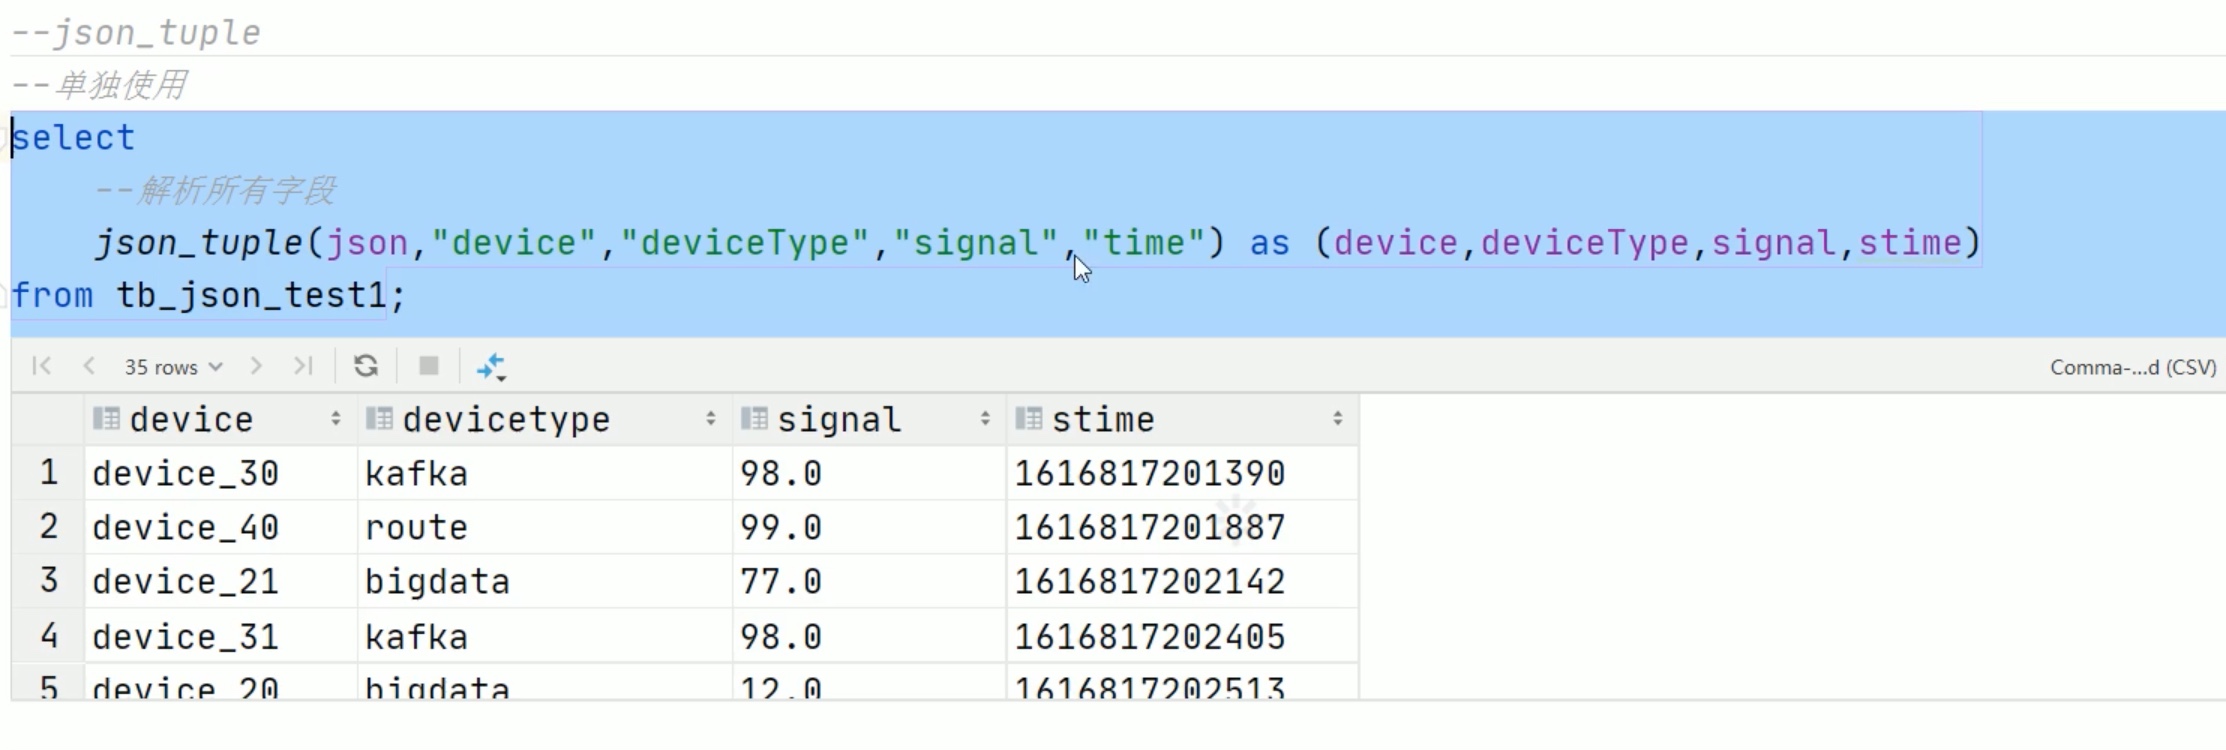 --json_tuple
--单独使用
select
--解析所有字段
json_tuple(json,"device","deviceType","signal","time") as (device,deviceType,signal,stime)
from tb_json_test1;
35 rows
Comma-...d (CSV)
device devicetype signal stime
1 device_30 kafka 98.0 1616817201390
2 device_40 route 99.0 1616817201887
3 device_21 bigdata 77.0 1616817202142
4 device_31 kafka 98.0 1616817202405
5 device_20 bigdata 12.0 1616817202513